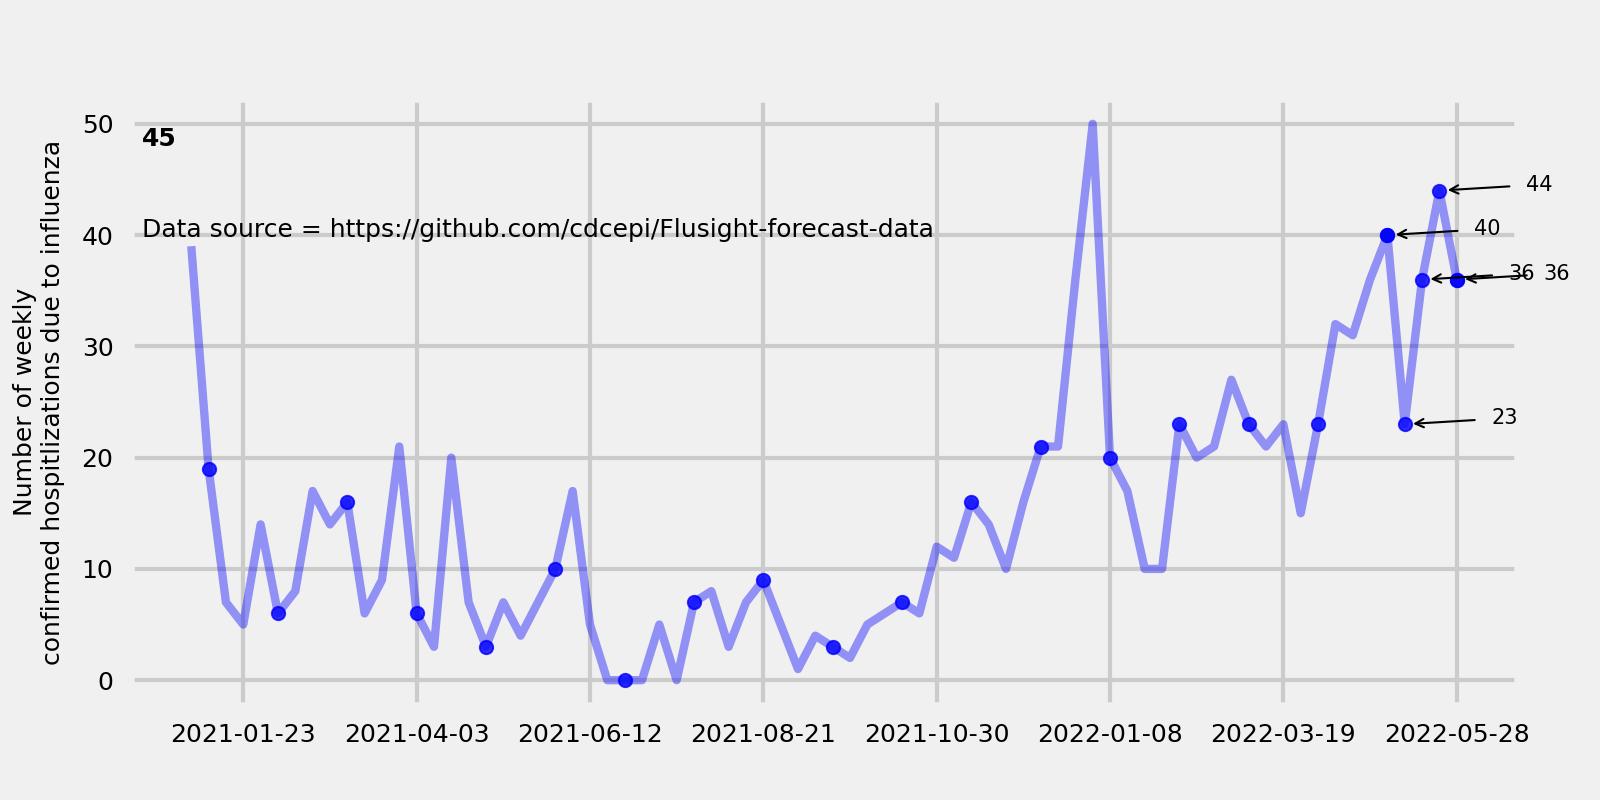 Number of weekly
confirmed hospitlizations due to influenza
50
40
30
20
10
0
45
Data source = https://github.com/cdcepi/Flusight-forecast-data
44
40
36 36
23
2021-01-23 2021-04-03 2021-06-12 2021-08-21 2021-10-30 2022-01-08 2022-03-19 2022-05-28